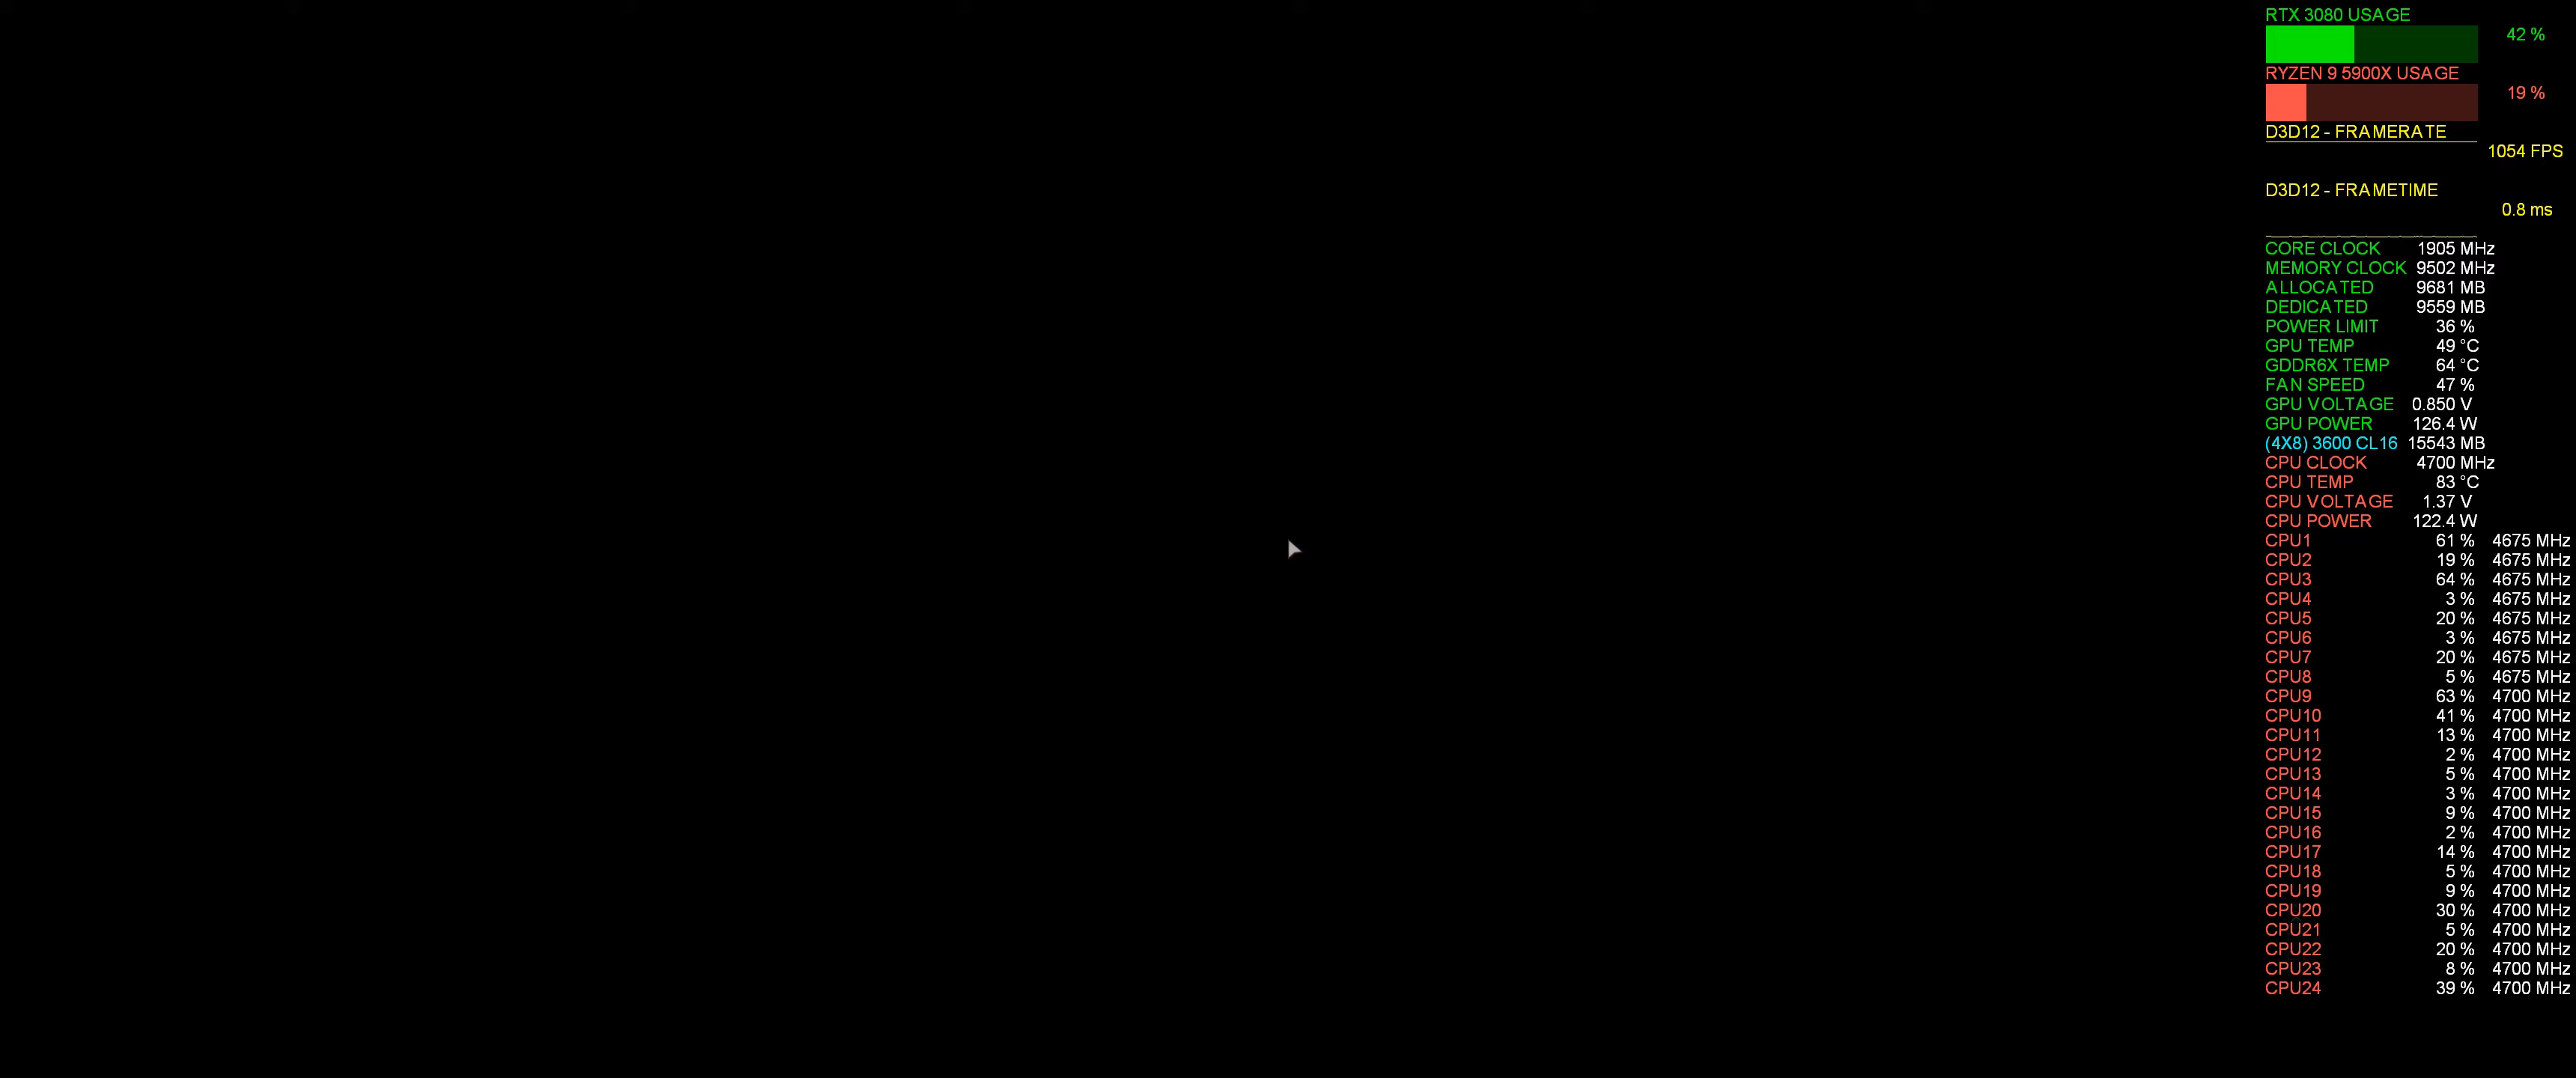 RTX 3080 USAGE
42 %
RYZEN 9 5900X USAGE
19 %
D3D12 - FRAMERATE
1054 FPS
D3D12 - FRAMETIME
0.8 ms
CORE CLOCK 1905 MHz
MEMORY CLOCK 9502 MHz
ALLOCATED 9681 MB
DEDICATED 9559 MB
POWER LIMIT 36 %
GPU TEMP 49 °C
GDDR6X TEMP 64 °C
FAN SPEED 47 %
GPU VOLTAGE 0.850 V
GPU POWER 126.4 W
(4X8) 3600 CL16 15543 MB
CPU CLOCK 4700 MHz
CPU TEMP 83 °C
CPU VOLTAGE 1.37 V
CPU POWER 122.4 W
CPU1 61 % 4675 MHz
CPU2 19 % 4675 MHz
CPU3 64 % 4675 MHz
CPU4 3 % 4675 MHz
CPU5 20 % 4675 MHz
CPU6 3 % 4675 MHz
CPU7 20 % 4675 MHz
CPU8 5 % 4675 MHz
CPU9 63 % 4700 MHz
CPU10 41 % 4700 MHz
CPU11 13 % 4700 MHz
CPU12 2 % 4700 MHz
CPU13 5 % 4700 MHz
CPU14 3 % 4700 MHz
CPU15 9 % 4700 MHz
CPU16 2 % 4700 MHz
CPU17 14 % 4700 MHz
CPU18 5 % 4700 MHz
CPU19 9 % 4700 MHz
CPU20 30 % 4700 MHz
CPU21 5 % 4700 MHz
CPU22 20 % 4700 MHz
CPU23 8 % 4700 MHz
CPU24 39 % 4700 MHz